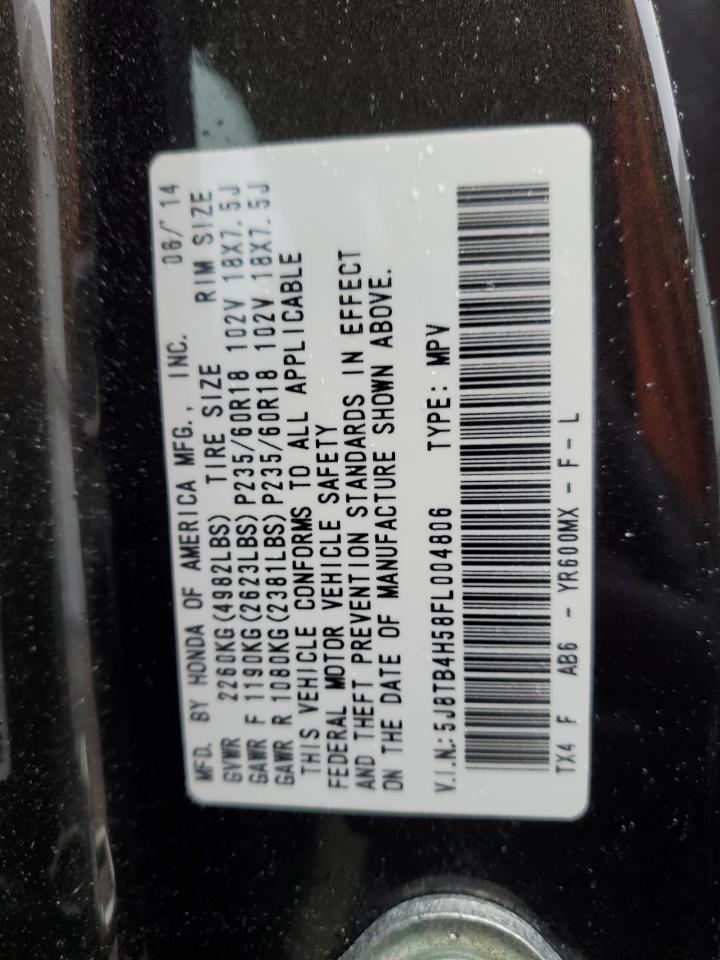 MFD. BY HONDA OF AMERICA MFG., INC. 06/'14
GVWR 2260KG(4982LBS) TIRE SIZE RIM SIZE
GAWR F 1190KG(2623LBS)P235/60R18 102V 18X7.5J
GAWR R 1080KG(2381LBS)P235/60R18 102V 18X7.5J
THIS VEHICLE CONFORMS TO ALL APPLICABLE
FEDERAL MOTOR VEHICLE SAFETY
AND THEFT PREVENTION STANDARDS IN EFFECT
ON THE DATE OF MANUFACTURE SHOWN ABOVE.
V.I.N.:5J8TB4H58FL004806 TYPE: MPV
TX4 F AB6 - YR600MX - F - L